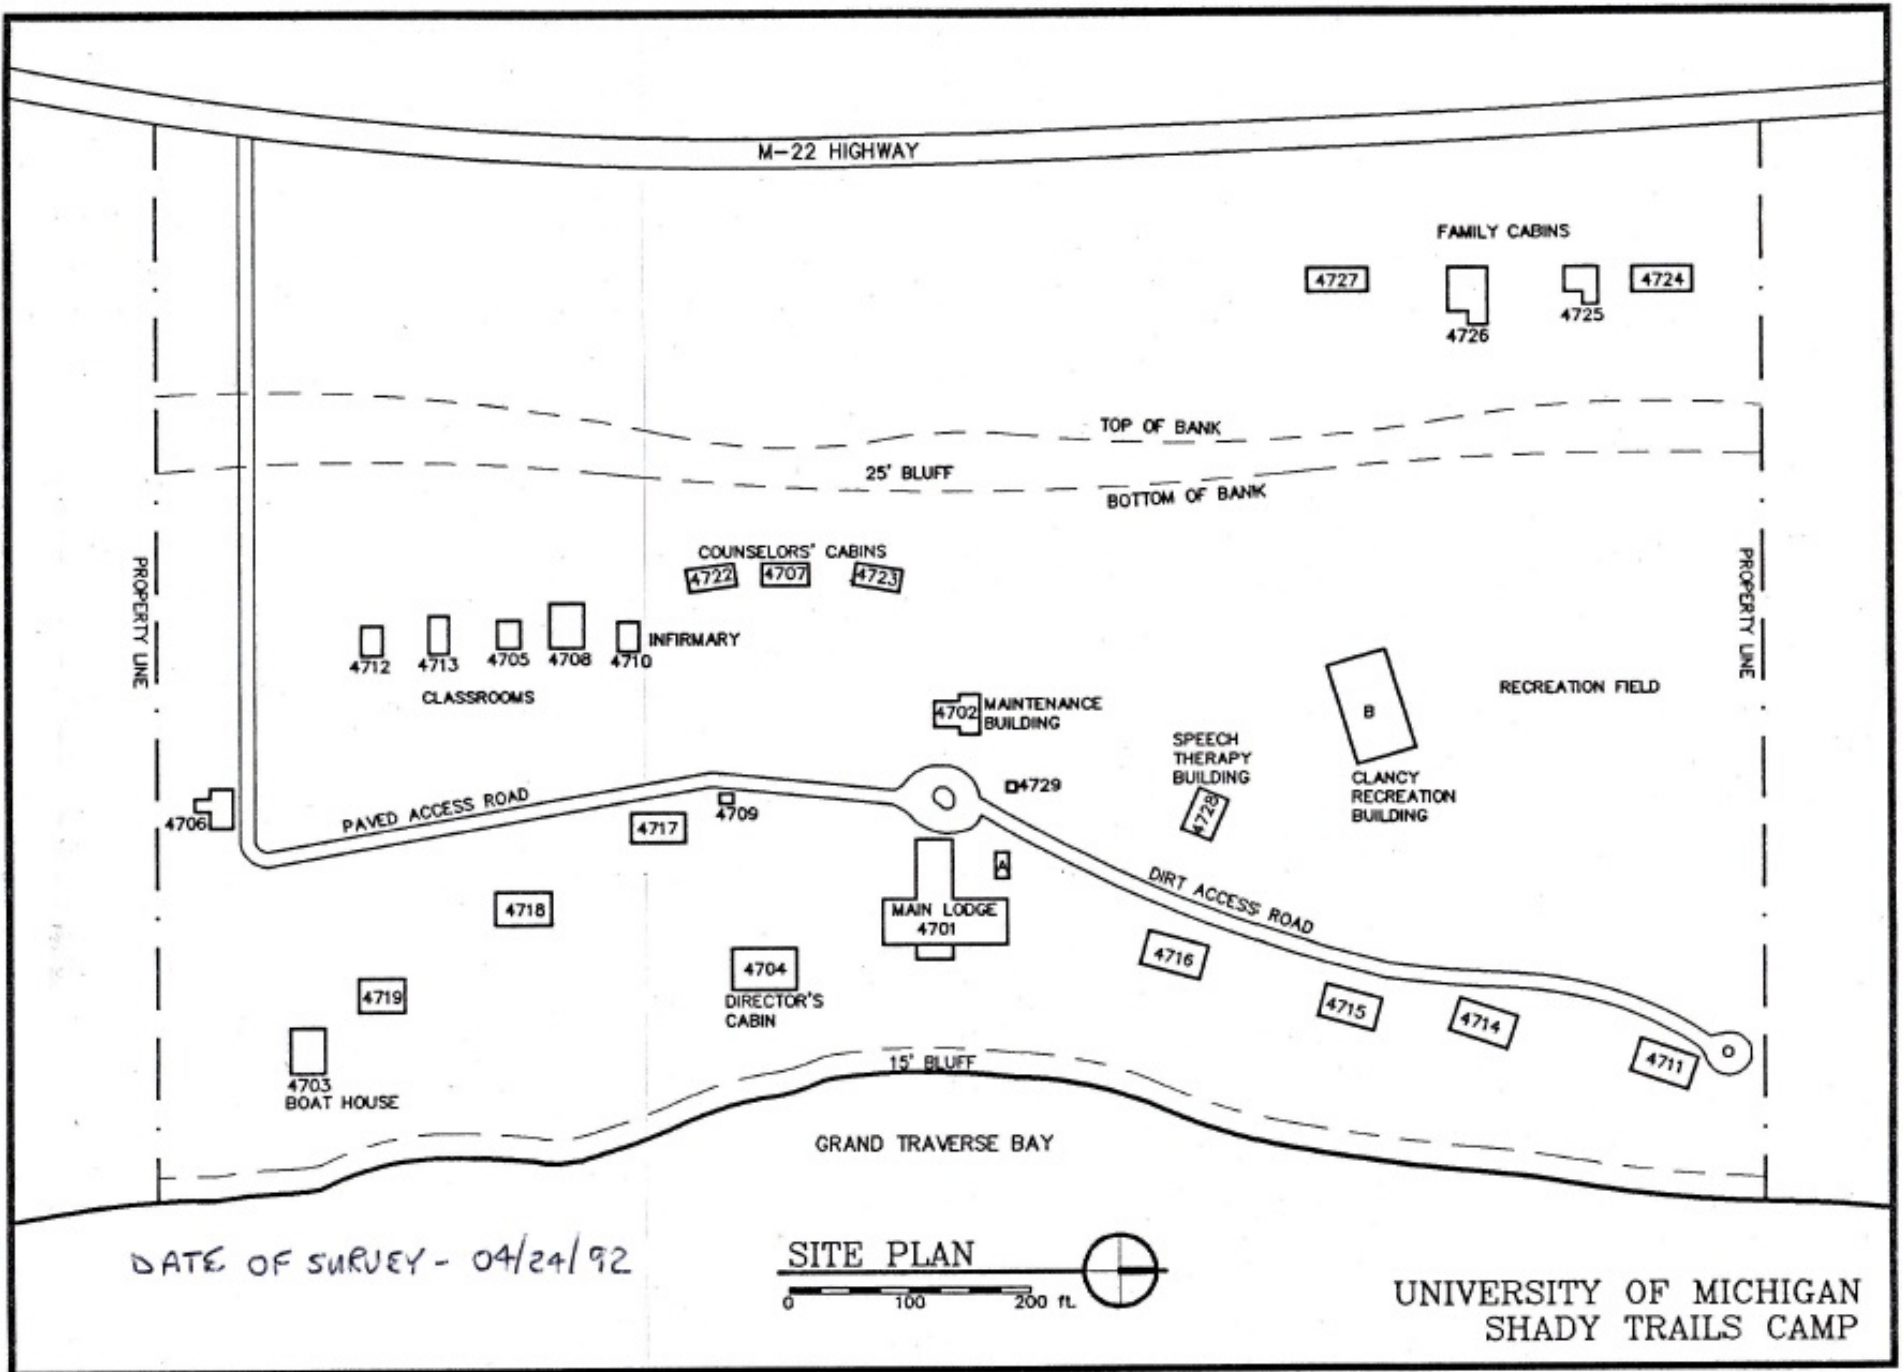 M-22 HIGHWAY
FAMILY CABINS
4727
4724
4725
4726
TOP OF BANK
25' BLUFF
BOTTOM OF BANK
PROPERTY LINE
PROPERTY LINE
COUNSELORS' CABINS
4722
4707
4723
INFIRMARY
4712
4713
4705
4708
4710
CLASSROOMS
4702
MAINTENANCE
BUILDING
RECREATION FIELD
B
SPEECH
THERAPY
BUILDING
4728
CLANCY
RECREATION
BUILDING
4729
4706
PAVED ACCESS ROAD
4709
4717
A
DIRT ACCESS ROAD
4718
MAIN LODGE
4701
4716
4704
DIRECTOR'S
CABIN
4719
4715
4714
4711
4703
BOAT HOUSE
15' BLUFF
GRAND TRAVERSE BAY
DATE OF SURVEY - 04/24/92
SITE PLAN
0 100 200 ft.
UNIVERSITY OF MICHIGAN
SHADY TRAILS CAMP